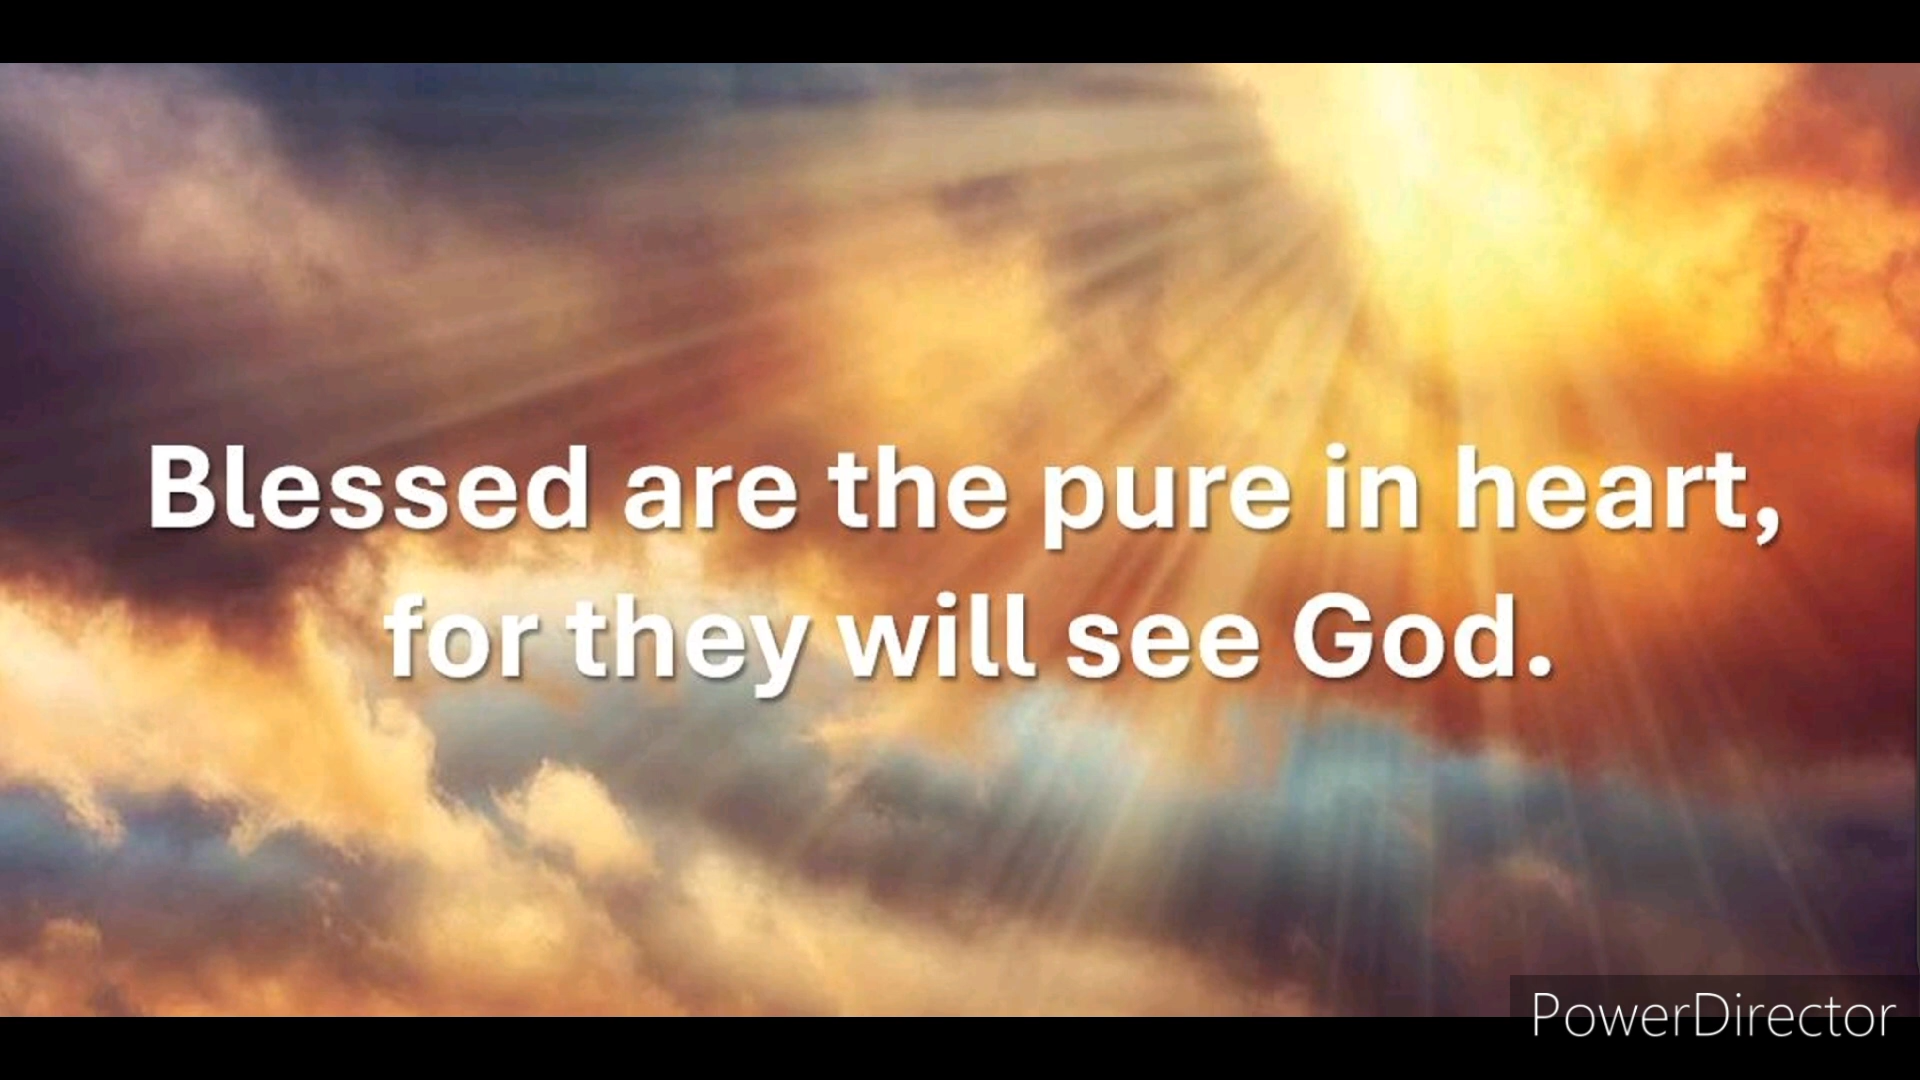 Blessed are the pure in heart,
for they will see God.
PowerDirector